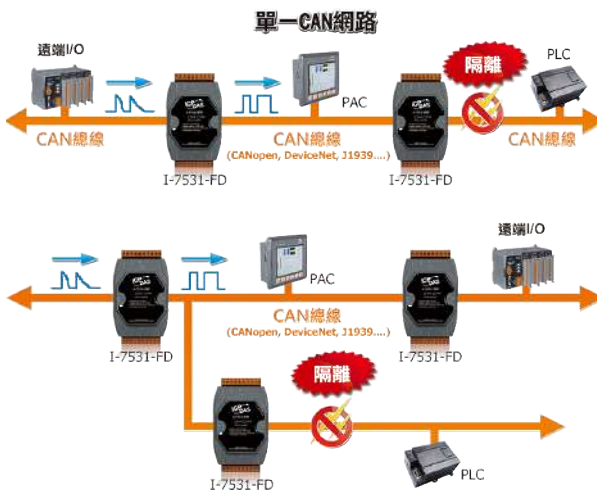 單一CAN網路
遠端I/O
PAC
隔離
PLC
CAN總線
CAN總線
(CANopen, DeviceNet, J1939....)
CAN總線
I-7531-FD
I-7531-FD
PAC
遠端I/O
CAN總線
(CANopen, DeviceNet, J1939....)
I-7531-FD
I-7531-FD
隔離
I-7531-FD
PLC